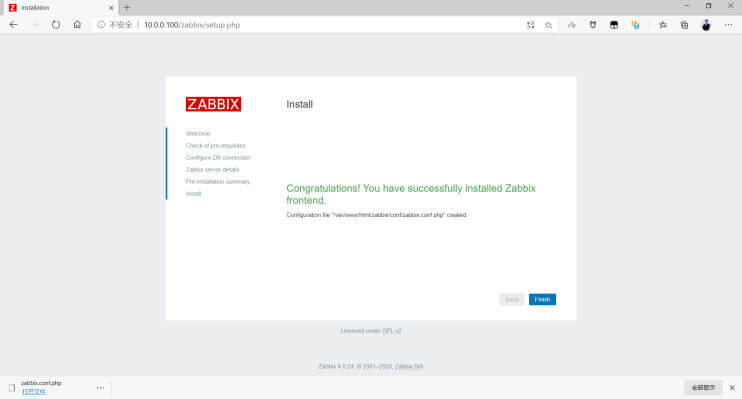 Installation
不安全
10.0.0.100/zabbix/setup.php
ZABBIX
Install
Welcome
Check of pre-requisites
Configure DB connection
Zabbix server details
Pre-installation summary
Install
Congratulations! You have successfully installed Zabbix
frontend.
Configuration file "/var/www/html/zabbix/conf/zabbix.conf.php" created.
Back
Finish
Licensed under GPL v2
Zabbix 4.0.24. © 2001–2020, Zabbix SIA
zabbix.conf.php
打开文件
全部显示